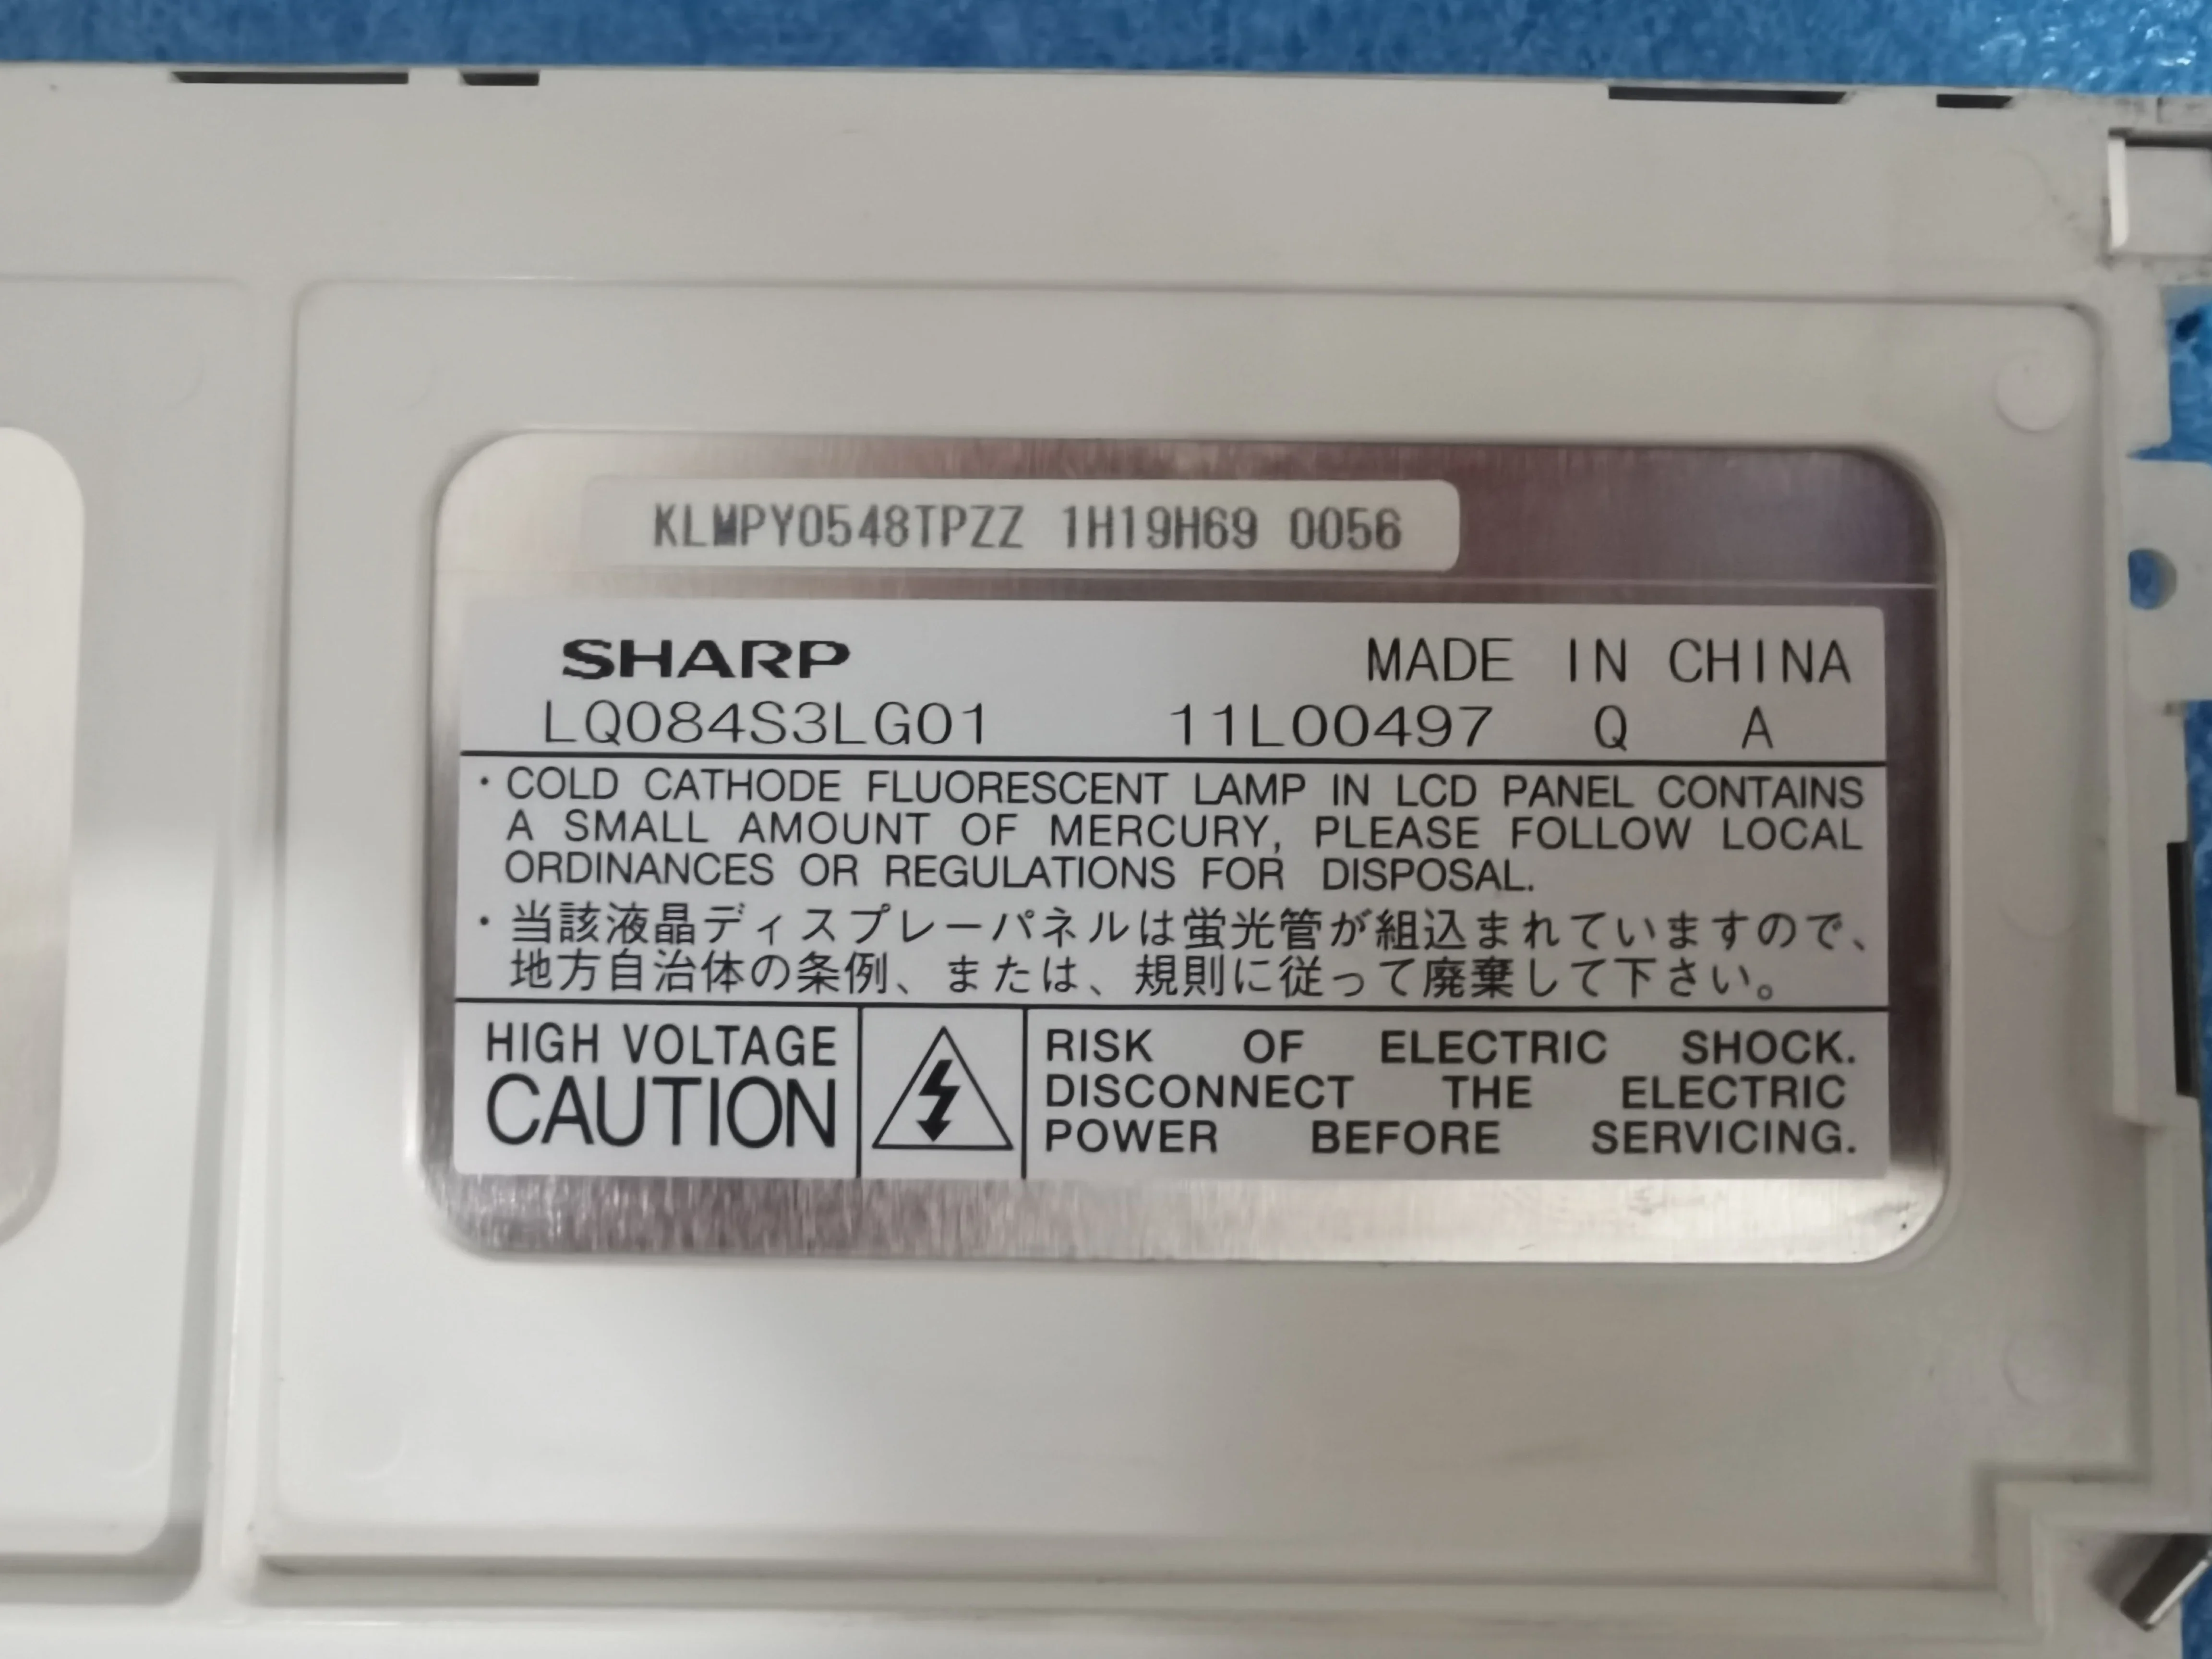 KLMPY0548TPZZ 1H19H69 0056
SHARP MADE IN CHINA
LQ084S3LG01 11L00497 Q A
・COLD CATHODE FLUORESCENT LAMP IN LCD PANEL CONTAINS
A SMALL AMOUNT OF MERCURY, PLEASE FOLLOW LOCAL
ORDINANCES OR REGULATIONS FOR DISPOSAL.
・当該液晶ディスプレーパネルは蛍光管が組込まれていますので、
地方自治体の条例、または、規則に従って廃棄して下さい。
HIGH VOLTAGE
CAUTION
RISK OF ELECTRIC SHOCK.
DISCONNECT THE ELECTRIC
POWER BEFORE SERVICING.